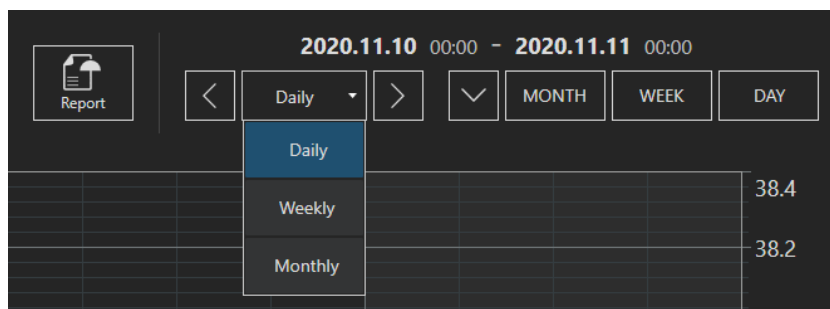 2020.11.10 00:00 - 2020.11.11 00:00
Report
Daily
MONTH
WEEK
DAY
Daily
Weekly
Monthly
38.4
38.2